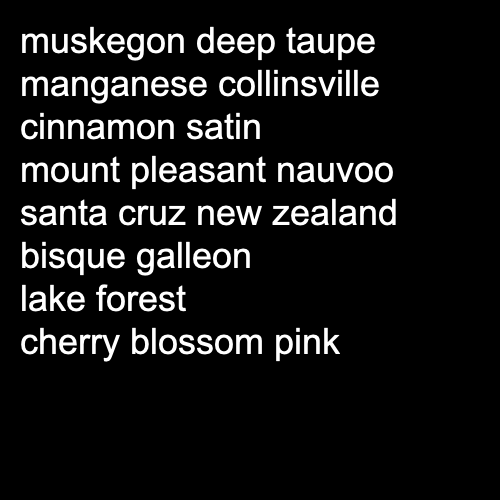 muskegon deep taupe
manganese collinsville
cinnamon satin
mount pleasant nauvoo
santa cruz new zealand
bisque galleon
lake forest
cherry blossom pink